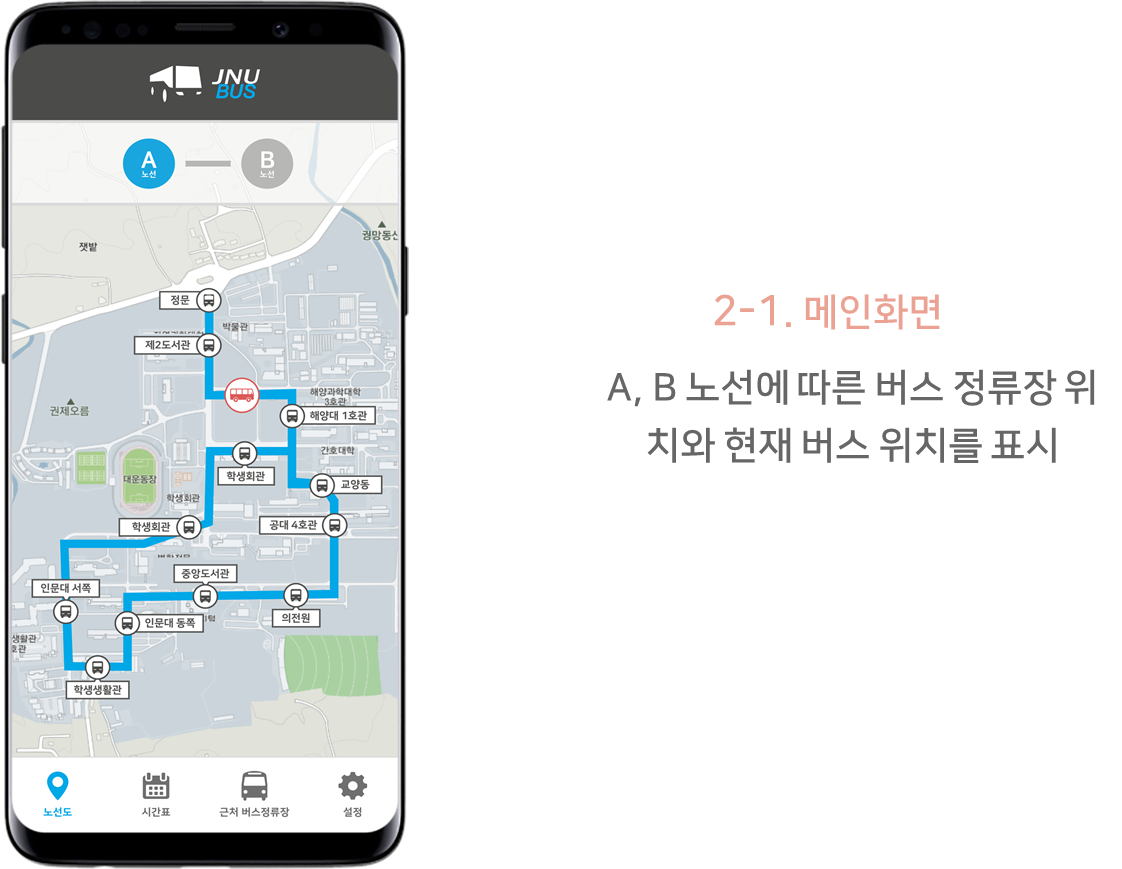 JNU
BUS
A
노선
B
노선
궝망동산
잿밭
정문
박물관
제2도서관
해양과학대학
3호관
권제오름
해양대 1호관
간호대학
학생회관
대운동장
교양동
학생회관
학생회관
공대 4호관
중앙도서관
인문대 서쪽
의전원
인문대 동쪽
생활관
호관
학생생활관
노선도
시간표
근처 버스정류장
설정
2-1. 메인화면
A, B 노선에 따른 버스 정류장 위
치와 현재 버스 위치를 표시